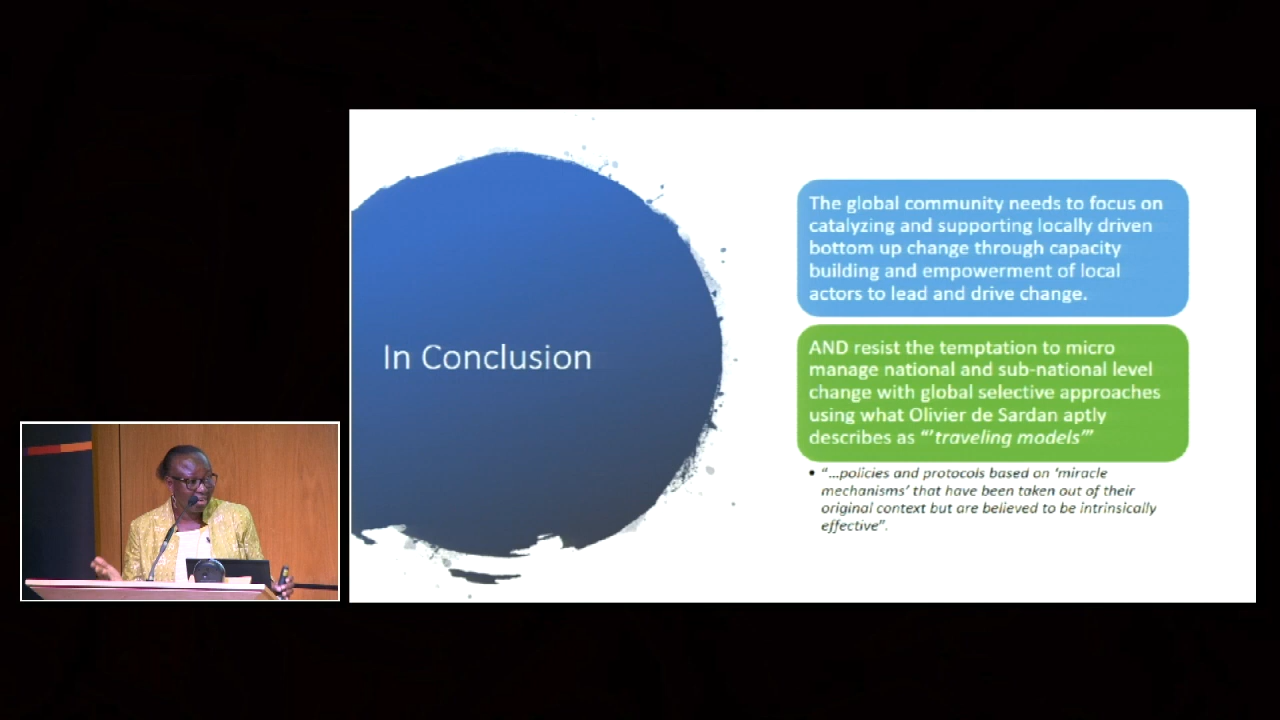 In Conclusion
The global community needs to focus on
catalyzing and supporting locally driven
bottom up change through capacity
building and empowerment of local
actors to lead and drive change.
AND resist the temptation to micro
manage national and sub-national level
change with global selective approaches
using what Olivier de Sardan aptly
describes as “‘traveling models’”
• “…policies and protocols based on ‘miracle
mechanisms’ that have been taken out of their
original context but are believed to be intrinsically
effective”.